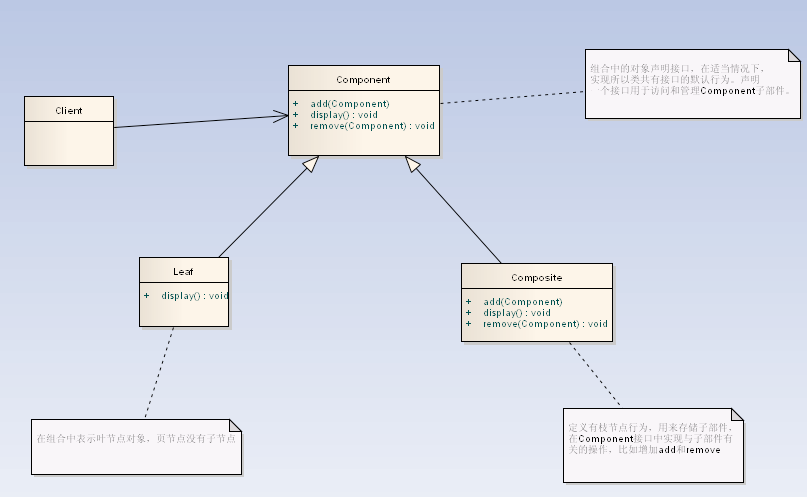 Component
+ add(Component)
+ display() : void
+ remove(Component) : void
组合中的对象声明接口，在适当情况下，
实现所以类共有接口的默认行为。声明
一个接口用于访问和管理Component子部件。
Client
Leaf
+ display() : void
Composite
+ add(Component)
+ display() : void
+ remove(Component) : void
在组合中表示叶节点对象，页节点没有子节点
定义有枝节点行为，用来存储子部件，
在Component接口中实现与子部件有
关的操作，比如增加add和remove